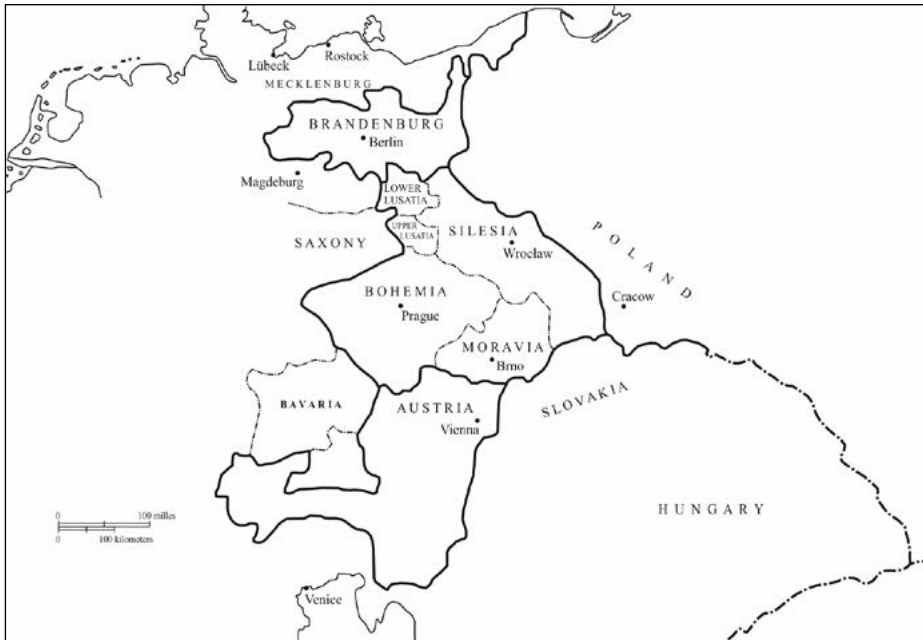 Rostock
Lübeck
MECKLENBURG
BRANDENBURG
Berlin
Magdeburg
LOWER
LUSATIA
UPPER
LUSATIA
SILESIA
Wrocław
SAXONY
POLAND
BOHEMIA
Prague
Cracow
MORAVIA
Brno
BAVARIA
AUSTRIA
Vienna
SLOVAKIA
HUNGARY
0 100 milles
0 100 kilometers
Venice